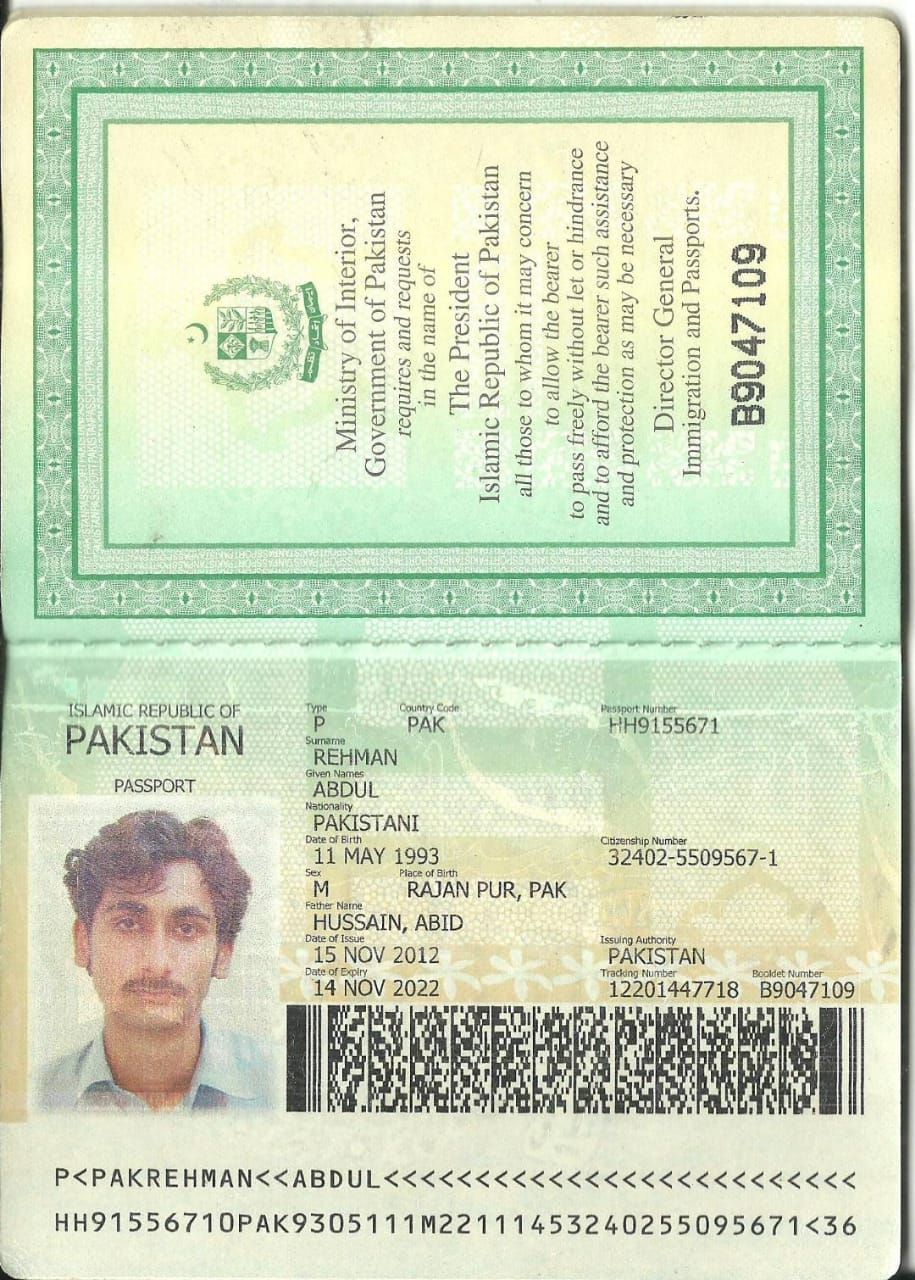 Ministry of Interior,
Government of Pakistan
requires and requests
in the name of
The President
Islamic Republic of Pakistan
all those to whom it may concern
to allow the bearer
to pass freely without let or hindrance
and to afford the bearer such assistance
and protection as may be necessary
Director General
Immigration and Passports.
B9047109
ISLAMIC REPUBLIC OF
PAKISTAN
PASSPORT
Type Country Code Passport Number
P PAK HH9155671
Surname
REHMAN
Given Names
ABDUL
Nationality
PAKISTANI
Date of Birth Citizenship Number
11 MAY 1993 32402-5509567-1
Sex Place of Birth
M RAJAN PUR, PAK
Father Name
HUSSAIN, ABID
Date of Issue Issuing Authority
15 NOV 2012 PAKISTAN
Date of Expiry Tracking Number Booklet Number
14 NOV 2022 12201447718 B9047109
P<PAKREHMAN<<ABDUL<<<<<<<<<<<<<<<<<<<<<<<<<<
HH91556710PAK9305111M22111453240255095671<36